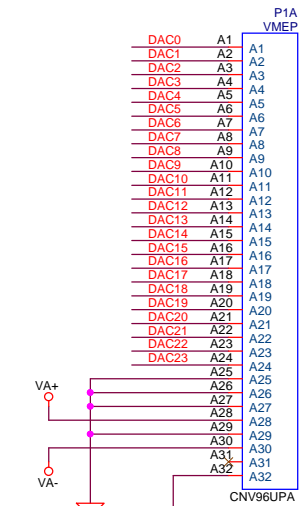 P1A
VMEP
DAC0 A1 A1
DAC1 A2 A2
DAC2 A3 A3
DAC3 A4 A4
DAC4 A5 A5
DAC5 A6 A6
DAC6 A7 A7
DAC7 A8 A8
DAC8 A9 A9
DAC9 A10 A10
DAC10 A11 A11
DAC11 A12 A12
DAC12 A13 A13
DAC13 A14 A14
DAC14 A15 A15
DAC15 A16 A16
DAC16 A17 A17
DAC17 A18 A18
DAC18 A19 A19
DAC19 A20 A20
DAC20 A21 A21
DAC21 A22 A22
DAC22 A23 A23
DAC23 A24 A24
A25 A25
VA+ A26 A26
A27 A27
A28 A28
A29 A29
A30 A30
A31 A31
VA- A32 A32
CNV96UPA